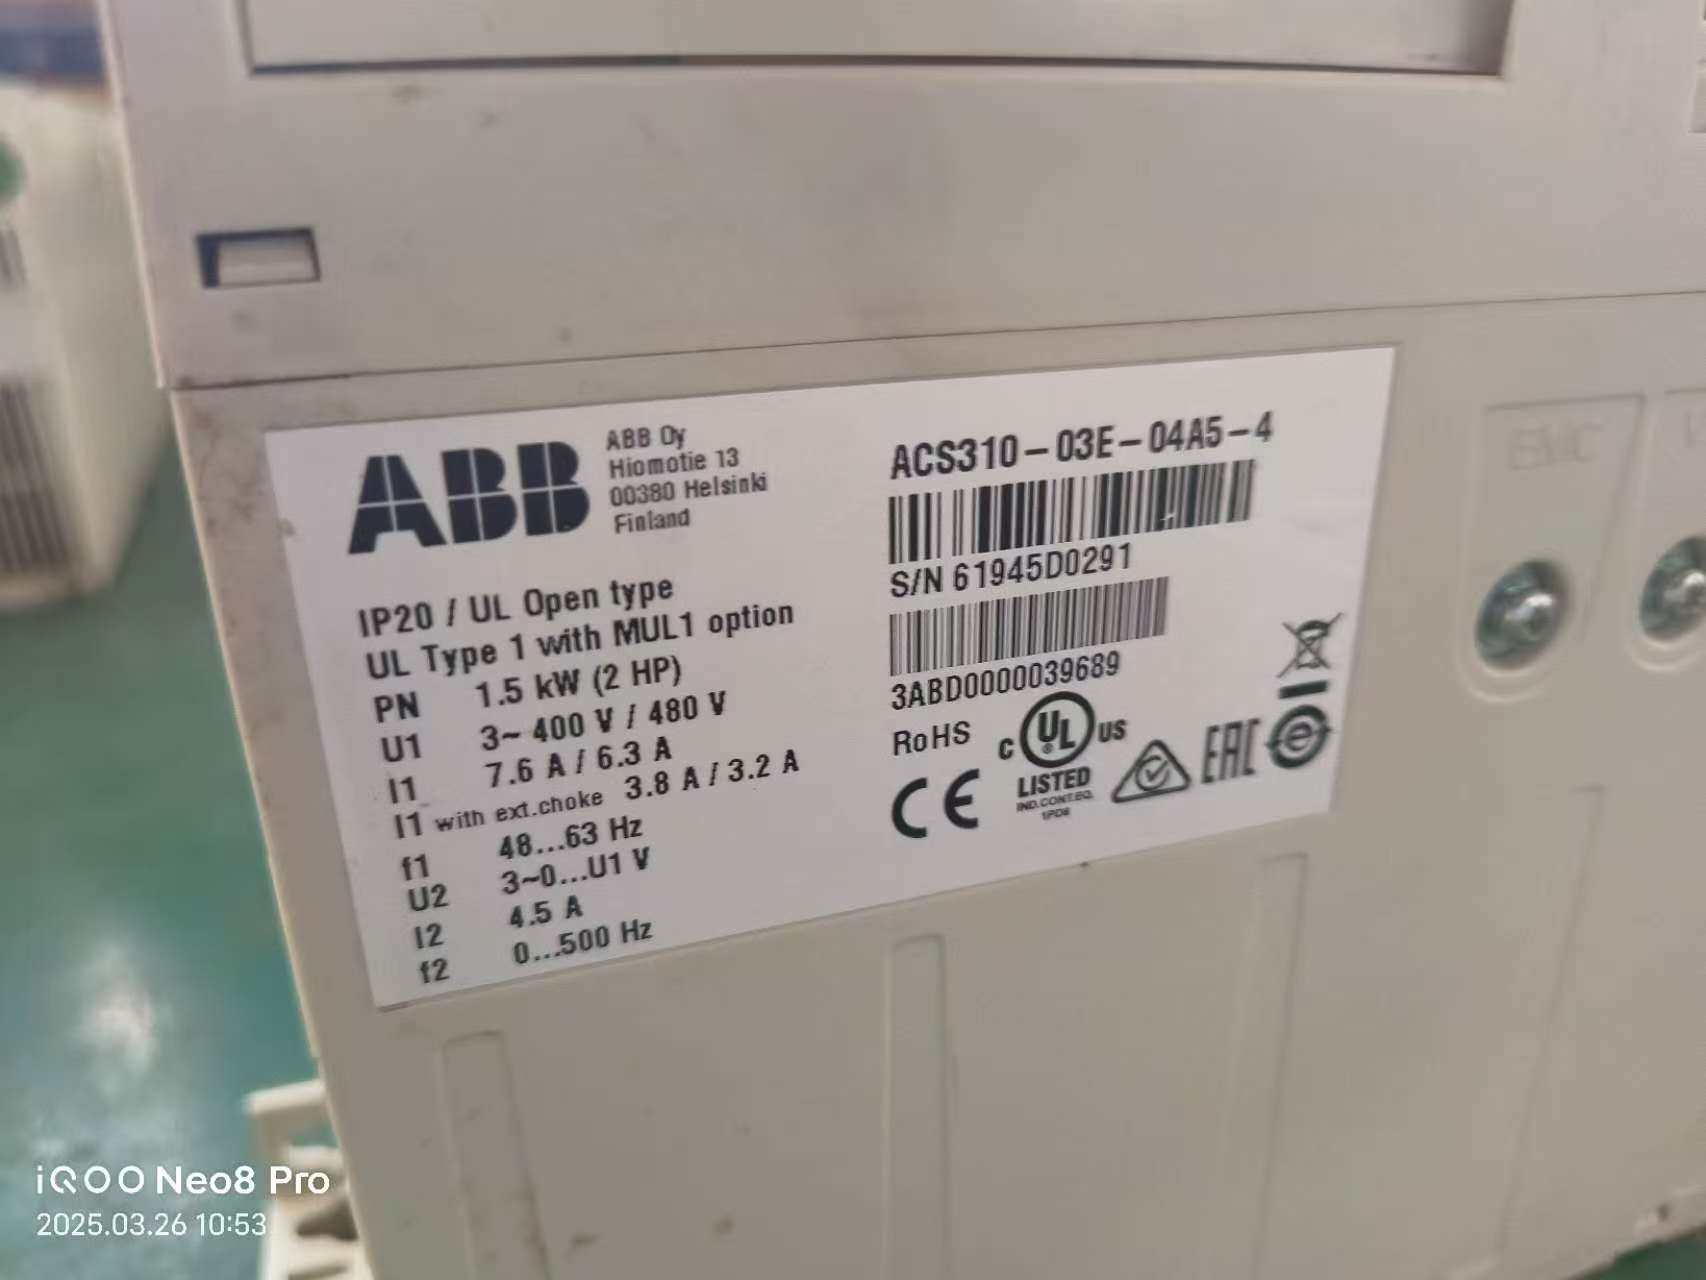 ABB
ABB Oy
Hiomotie 13
00380 Helsinki
Finland
IP20 / UL Open type
UL Type 1 with MUL1 option
PN 1.5 kW (2 HP)
U1 3~ 400 V / 480 V
I1 7.6 A / 6.3 A
I1 with ext.choke 3.8 A / 3.2 A
f1 48...63 Hz
U2 3~0...U1 V
I2 4.5 A
f2 0...500 Hz
ACS310-03E-04A5-4
S/N 61945D0291
3ABD0000039689
RoHS
C UL US
LISTED
IND.CONT.EQ.
1PD8
CE
EAC
e
EMC
iQOO Neo8 Pro
2025.03.26 10:53